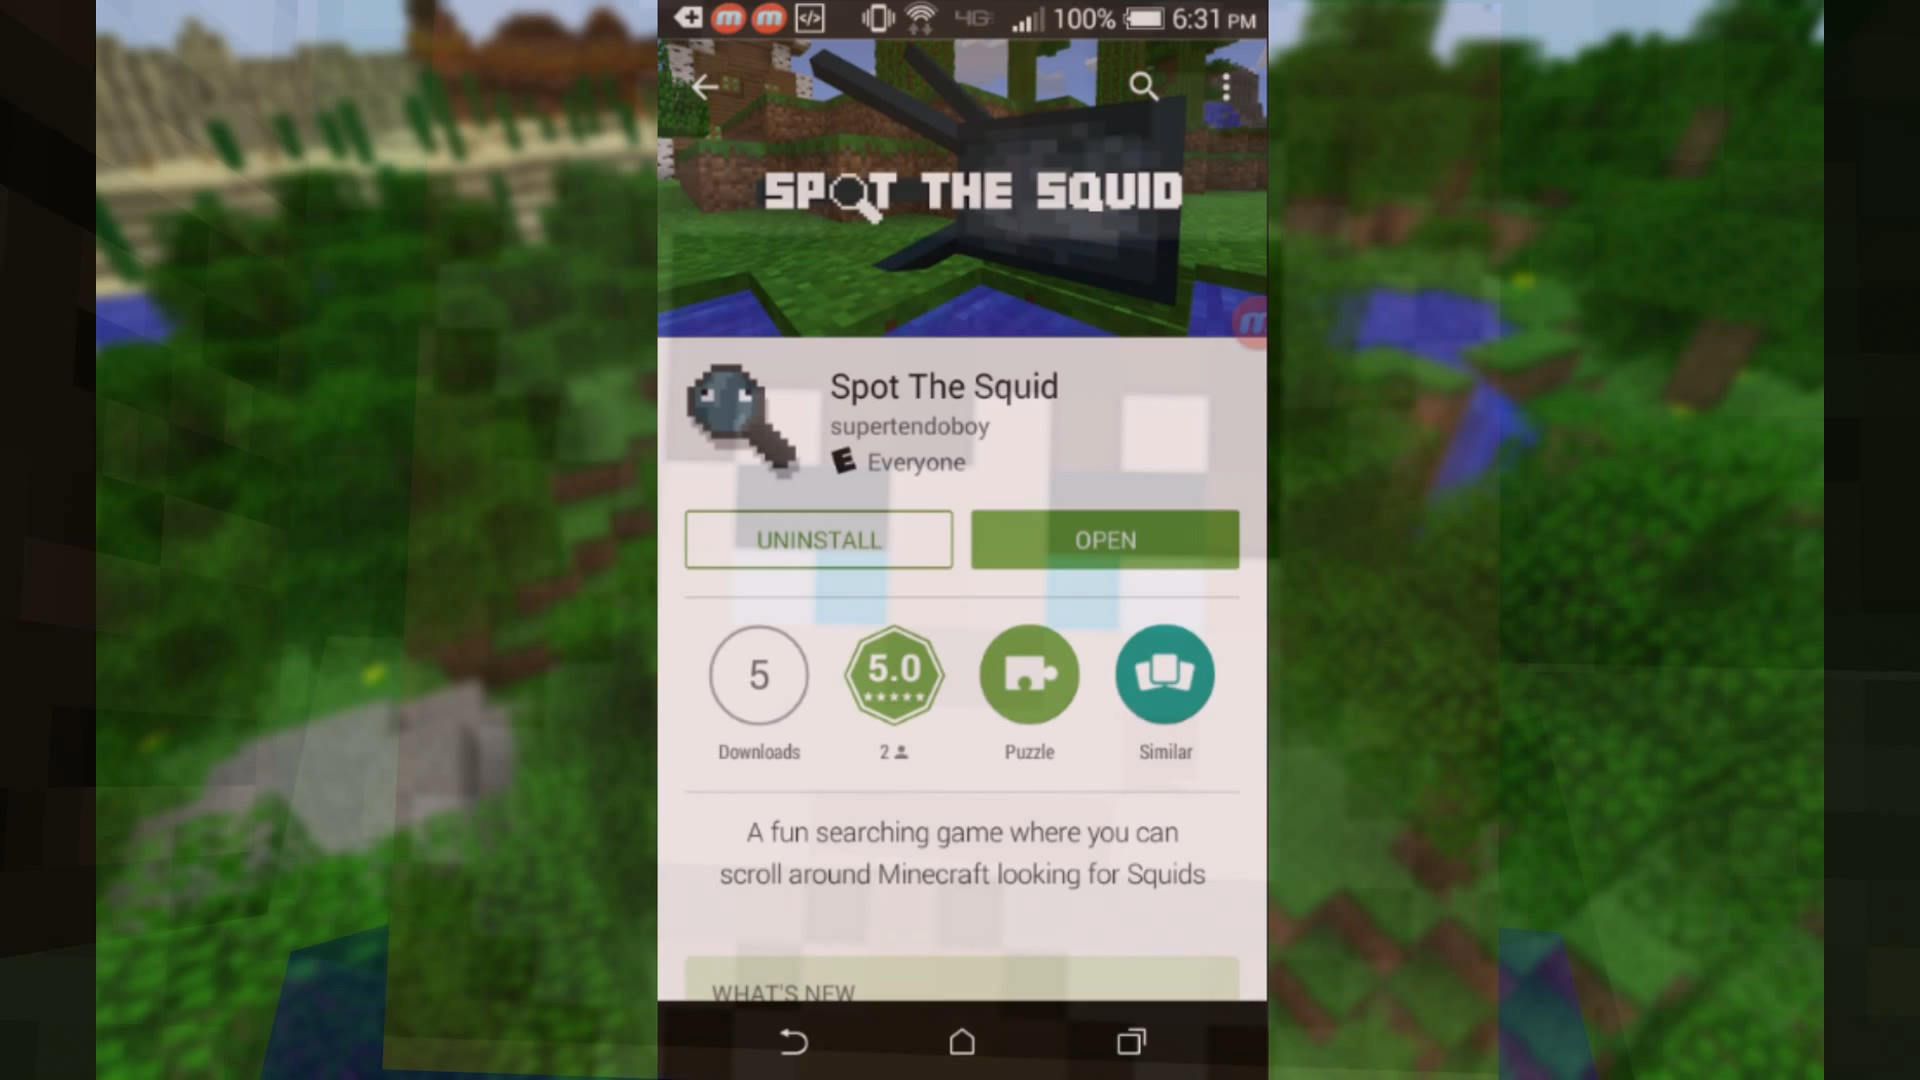 4G 100% 6:31 PM
SPOT THE SQUID
Spot The Squid
supertendoboy
E Everyone
UNINSTALL OPEN
5 5.0
Downloads 2 Puzzle Similar
A fun searching game where you can
scroll around Minecraft looking for Squids
WHAT'S NEW